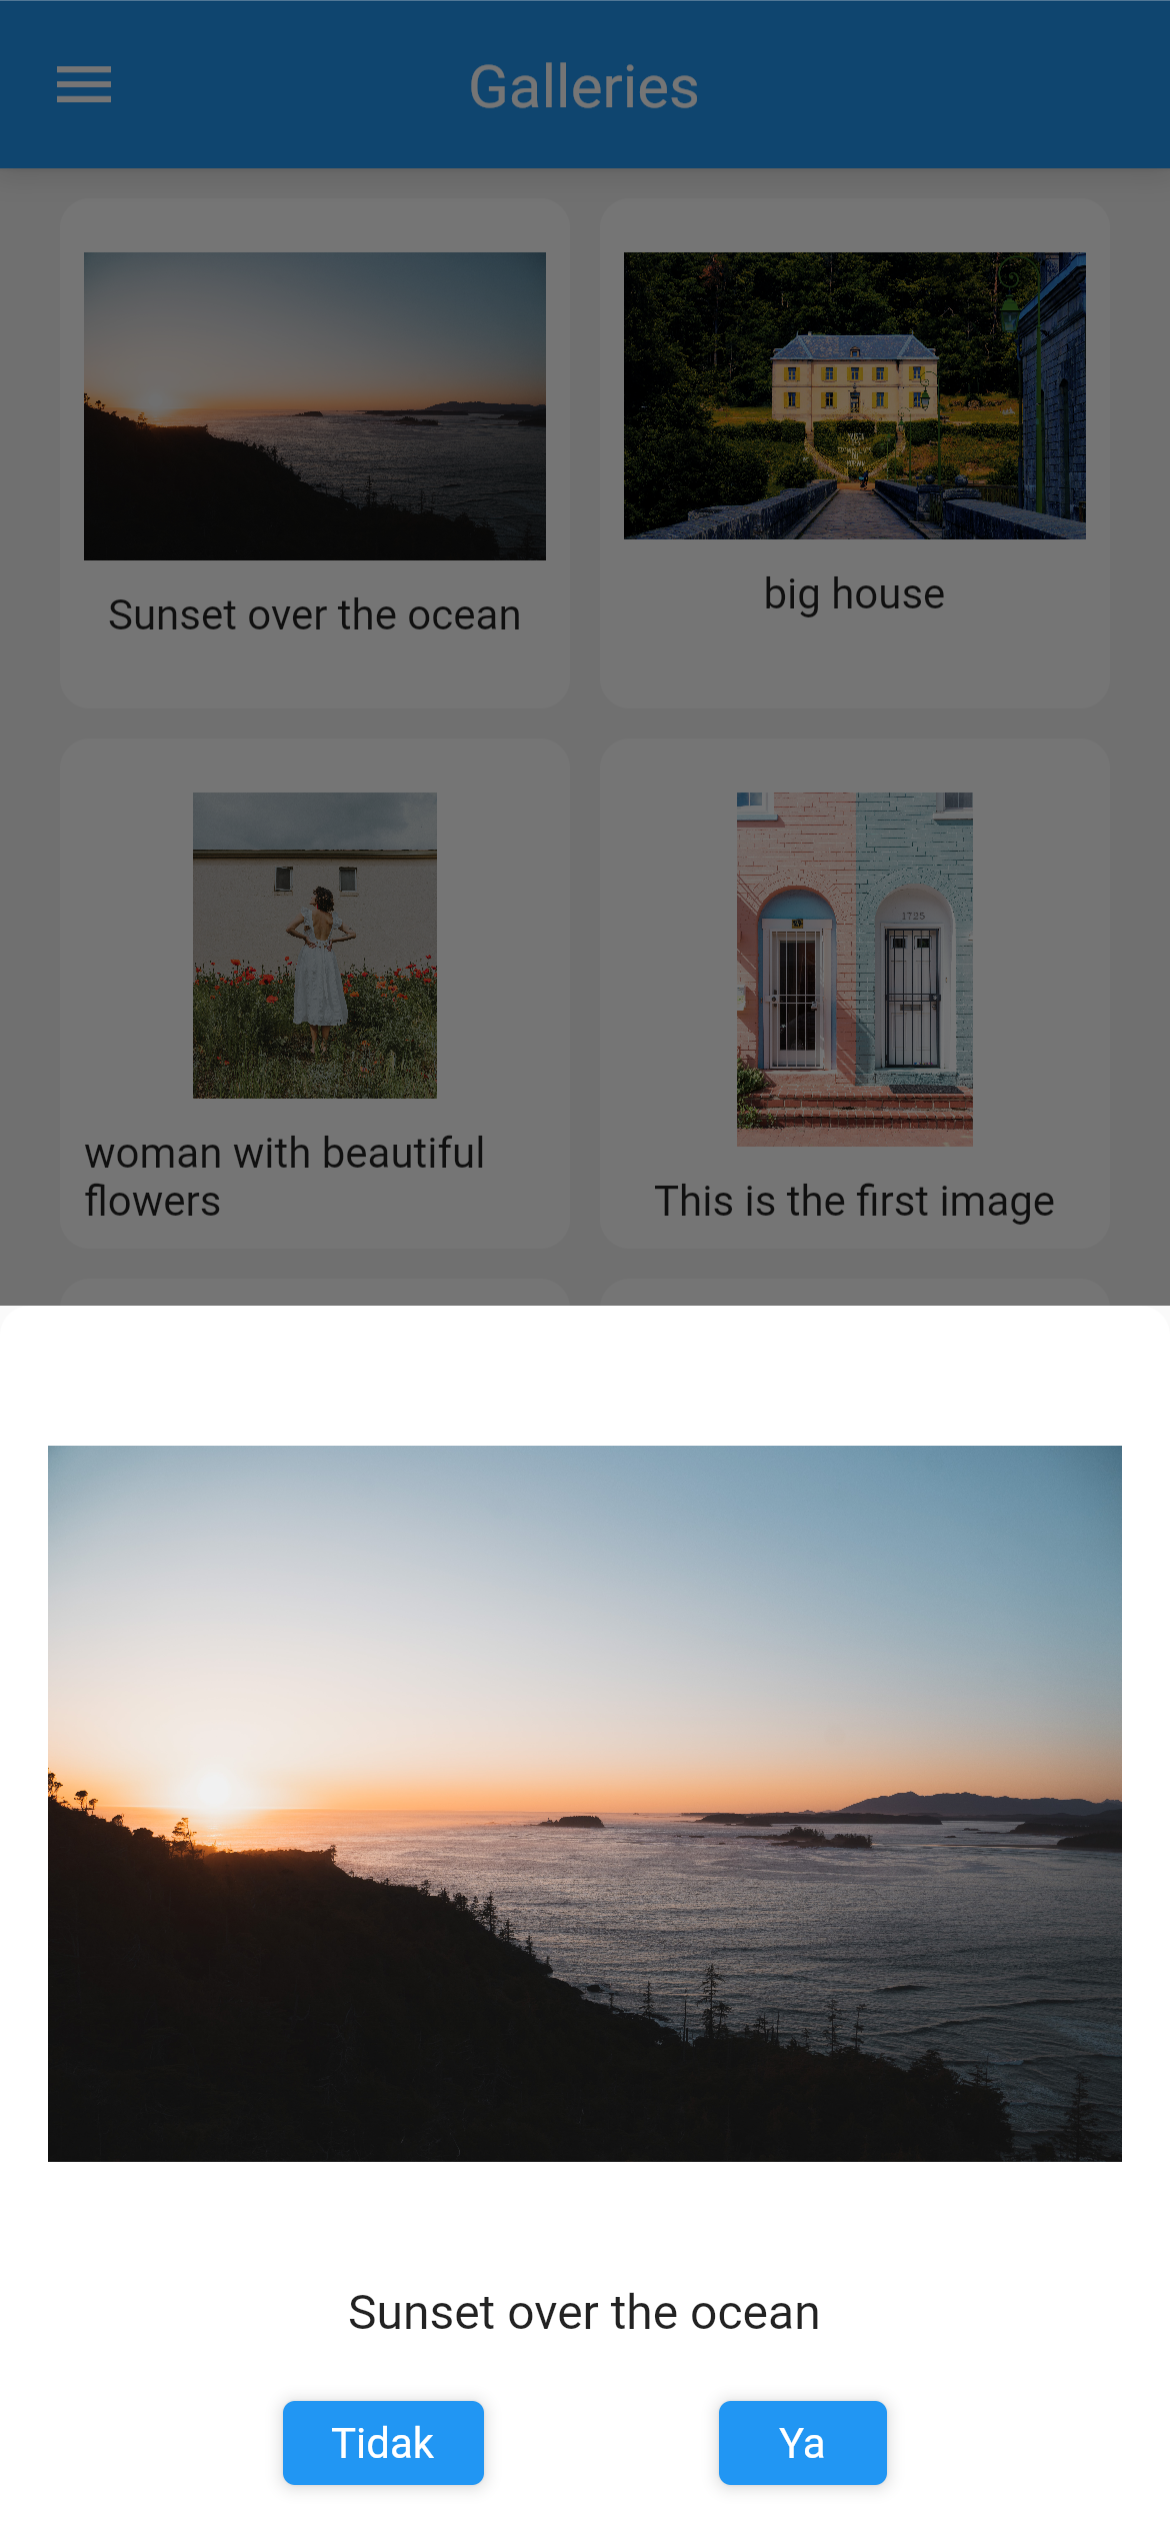 Galleries
Sunset over the ocean
big house
1725
woman with beautiful
flowers
This is the first image
Sunset over the ocean
Tidak
Ya